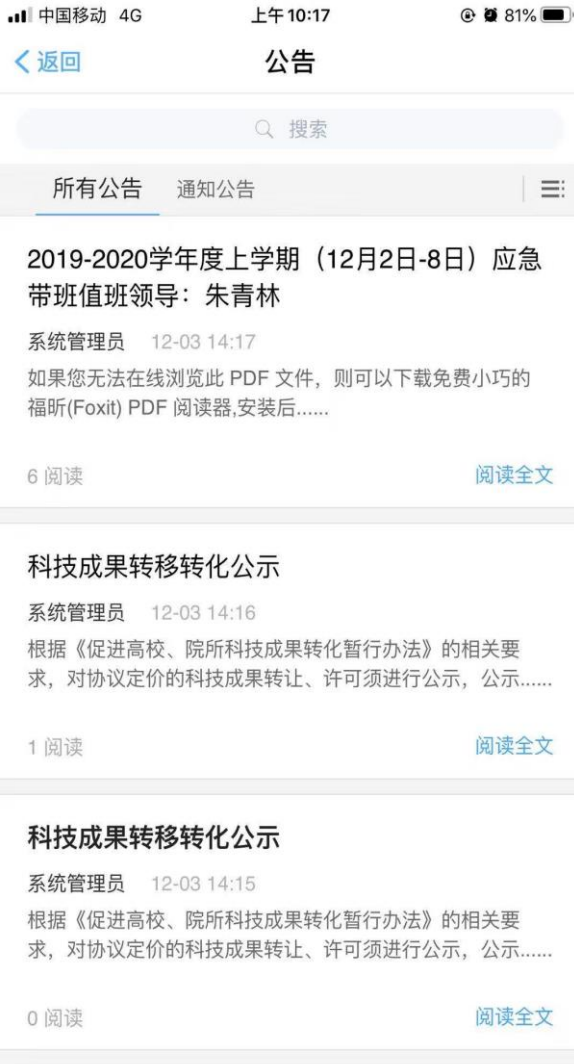 中国移动 4G 上午10:17 81%
返回 公告
搜索
所有公告 通知公告
2019-2020学年度上学期（12月2日-8日）应急
带班值班领导：朱青林
系统管理员 12-03 14:17
如果您无法在线浏览此 PDF 文件，则可以下载免费小巧的
福昕(Foxit) PDF 阅读器,安装后......
6 阅读 阅读全文
科技成果转移转化公示
系统管理员 12-03 14:16
根据《促进高校、院所科技成果转化暂行办法》的相关要
求，对协议定价的科技成果转让、许可须进行公示，公示......
1 阅读 阅读全文
科技成果转移转化公示
系统管理员 12-03 14:15
根据《促进高校、院所科技成果转化暂行办法》的相关要
求，对协议定价的科技成果转让、许可须进行公示，公示......
0 阅读 阅读全文